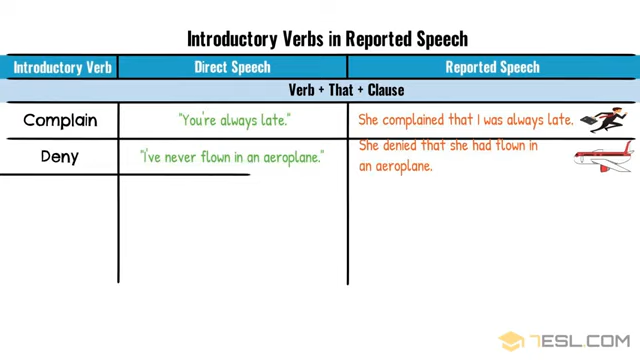 Introductory Verbs in Reported Speech
Introductory Verb Direct Speech Reported Speech
Verb + That + Clause
Complain "You're always late." She complained that I was always late.
Deny "I've never flown in an aeroplane." She denied that she had flown in
an aeroplane.
7ESL.COM